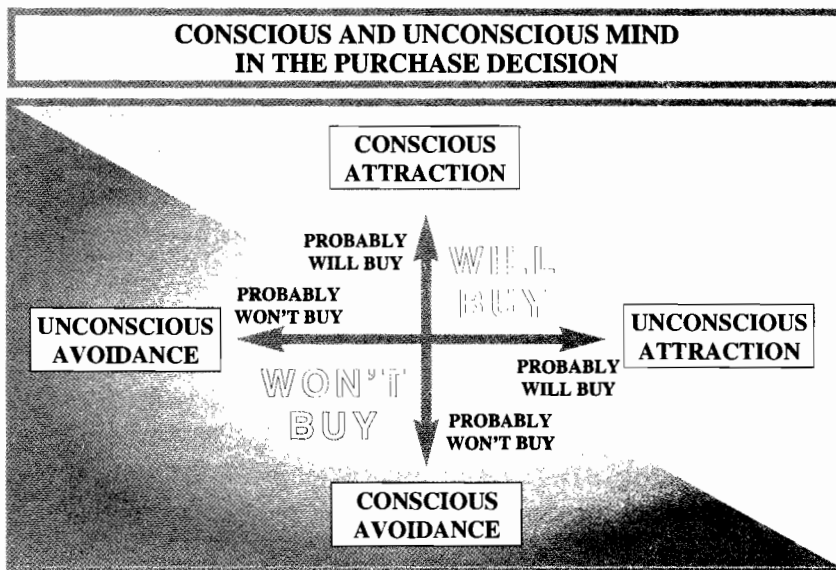 CONSCIOUS AND UNCONSCIOUS MIND
IN THE PURCHASE DECISION
CONSCIOUS
ATTRACTION
PROBABLY
WILL BUY
WILL
BUY
PROBABLY
WON'T BUY
UNCONSCIOUS
AVOIDANCE
UNCONSCIOUS
ATTRACTION
PROBABLY
WILL BUY
WON'T
BUY
PROBABLY
WON'T BUY
CONSCIOUS
AVOIDANCE